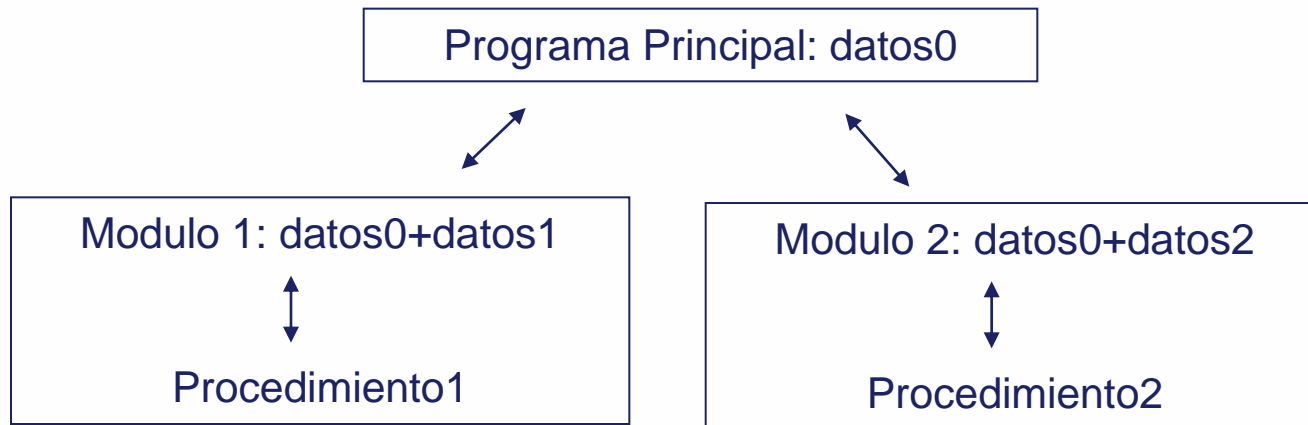 Programa Principal: datos0
Modulo 1: datos0+datos1
Procedimiento1
Modulo 2: datos0+datos2
Procedimiento2